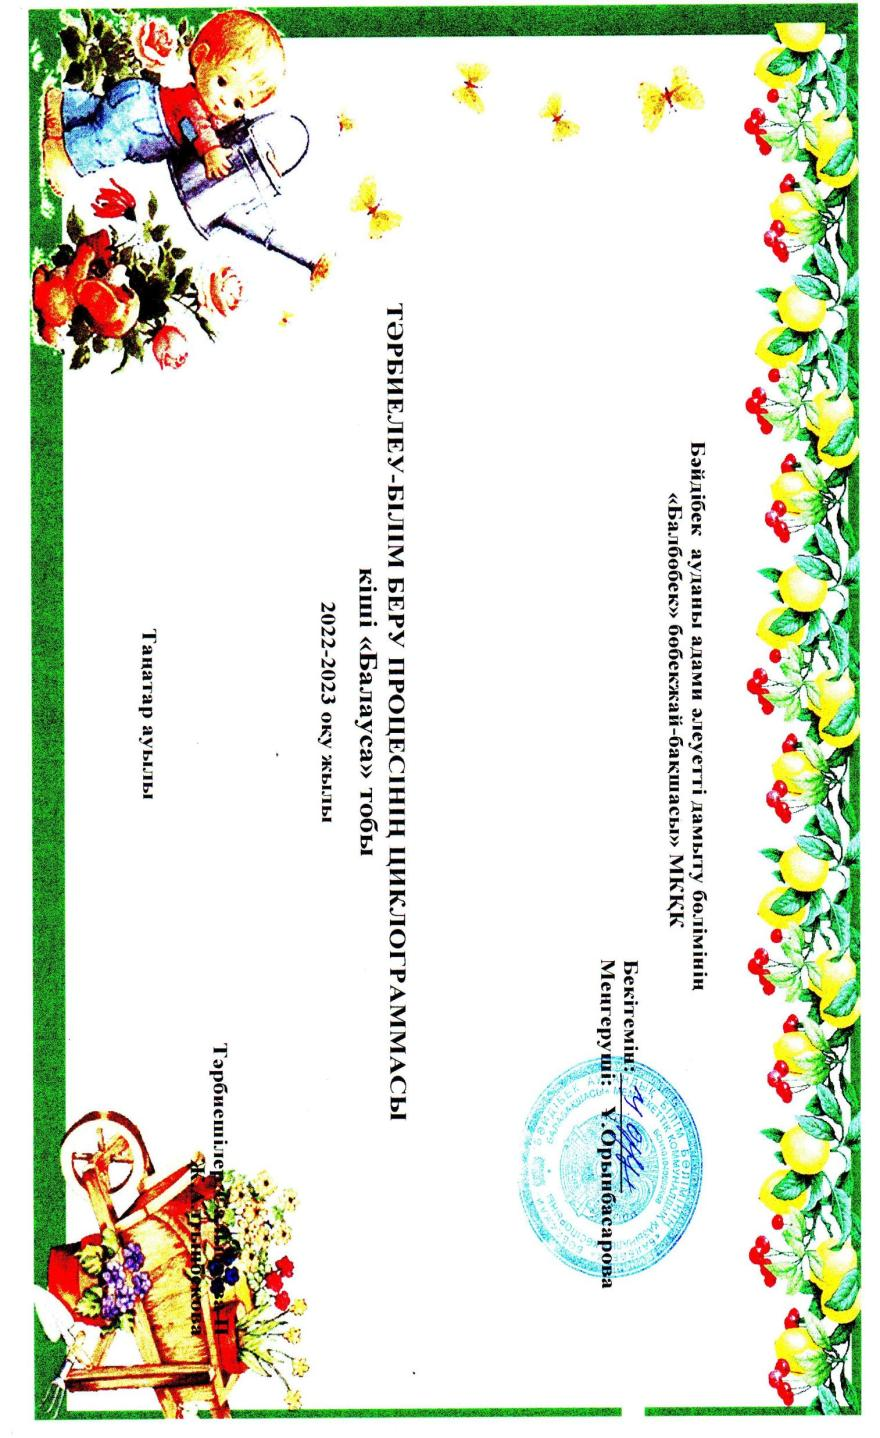 Бәйдібек ауданы адами әлеуетті дамыту бөлімінің
«Балбөбек» бөбекжай-бақшасы» МКҚК
Бекітемін:
Меңгеруші: Ұ.Орынбасарова
ТӘРБИЕЛЕУ-БІЛІМ БЕРУ ПРОЦЕСІНІҢ ЦИКЛОГРАММАСЫ
кіші «Балауса» тобы
2022-2023 оқу жылы
Тәрбиешілер
Таңатар ауылы